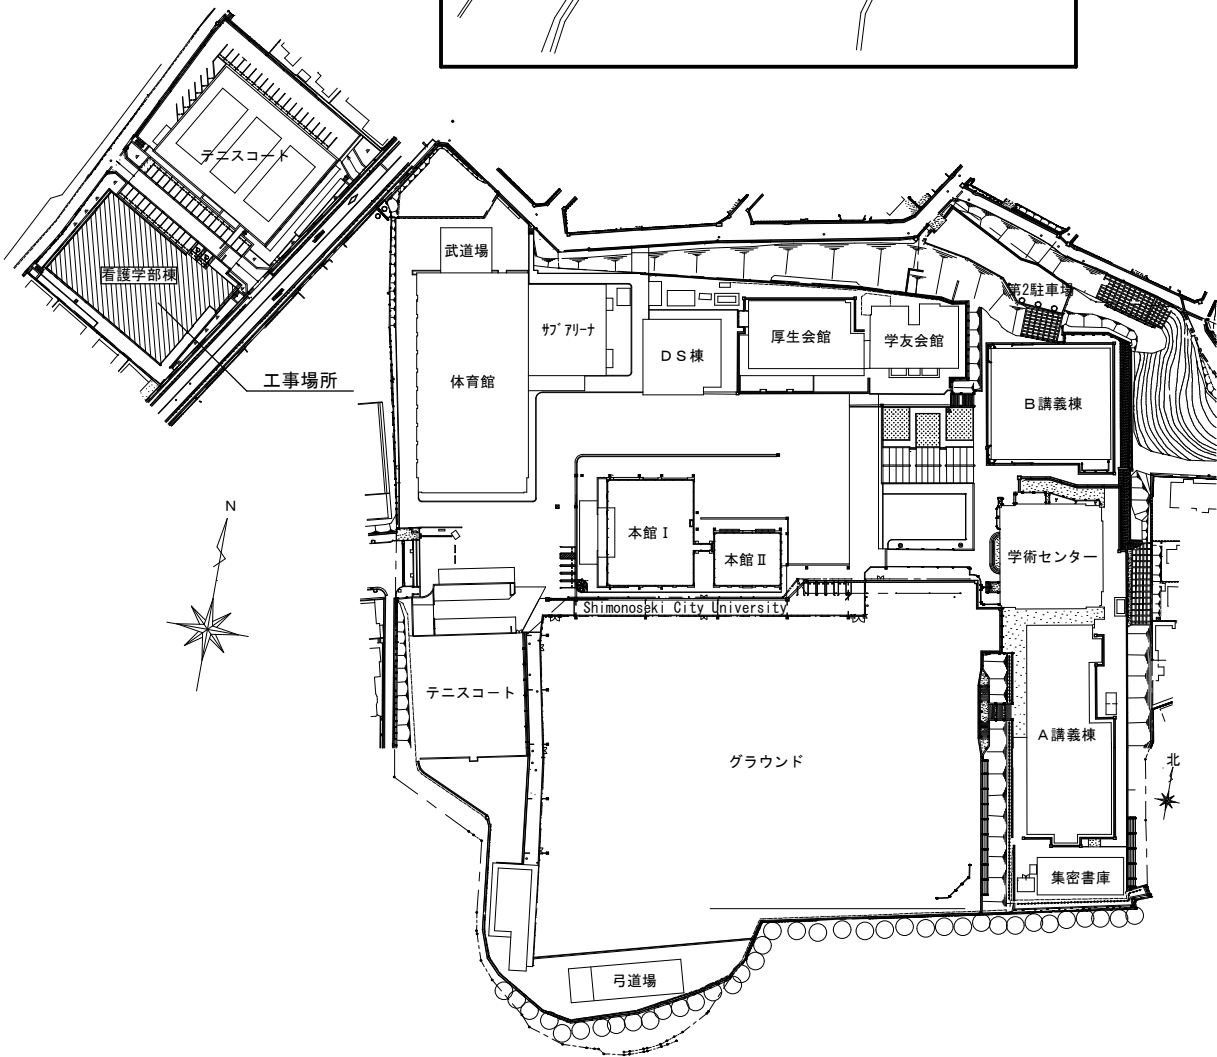 テニスコート
看護学部棟
工事場所
武道場
サブアリーナ
体育館
DS棟
厚生会館
学友会館
第2駐車場
B講義棟
N
本館Ⅰ
本館Ⅱ
学術センター
Shimonoseki City University
テニスコート
グラウンド
A講義棟
北
集密書庫
弓道場